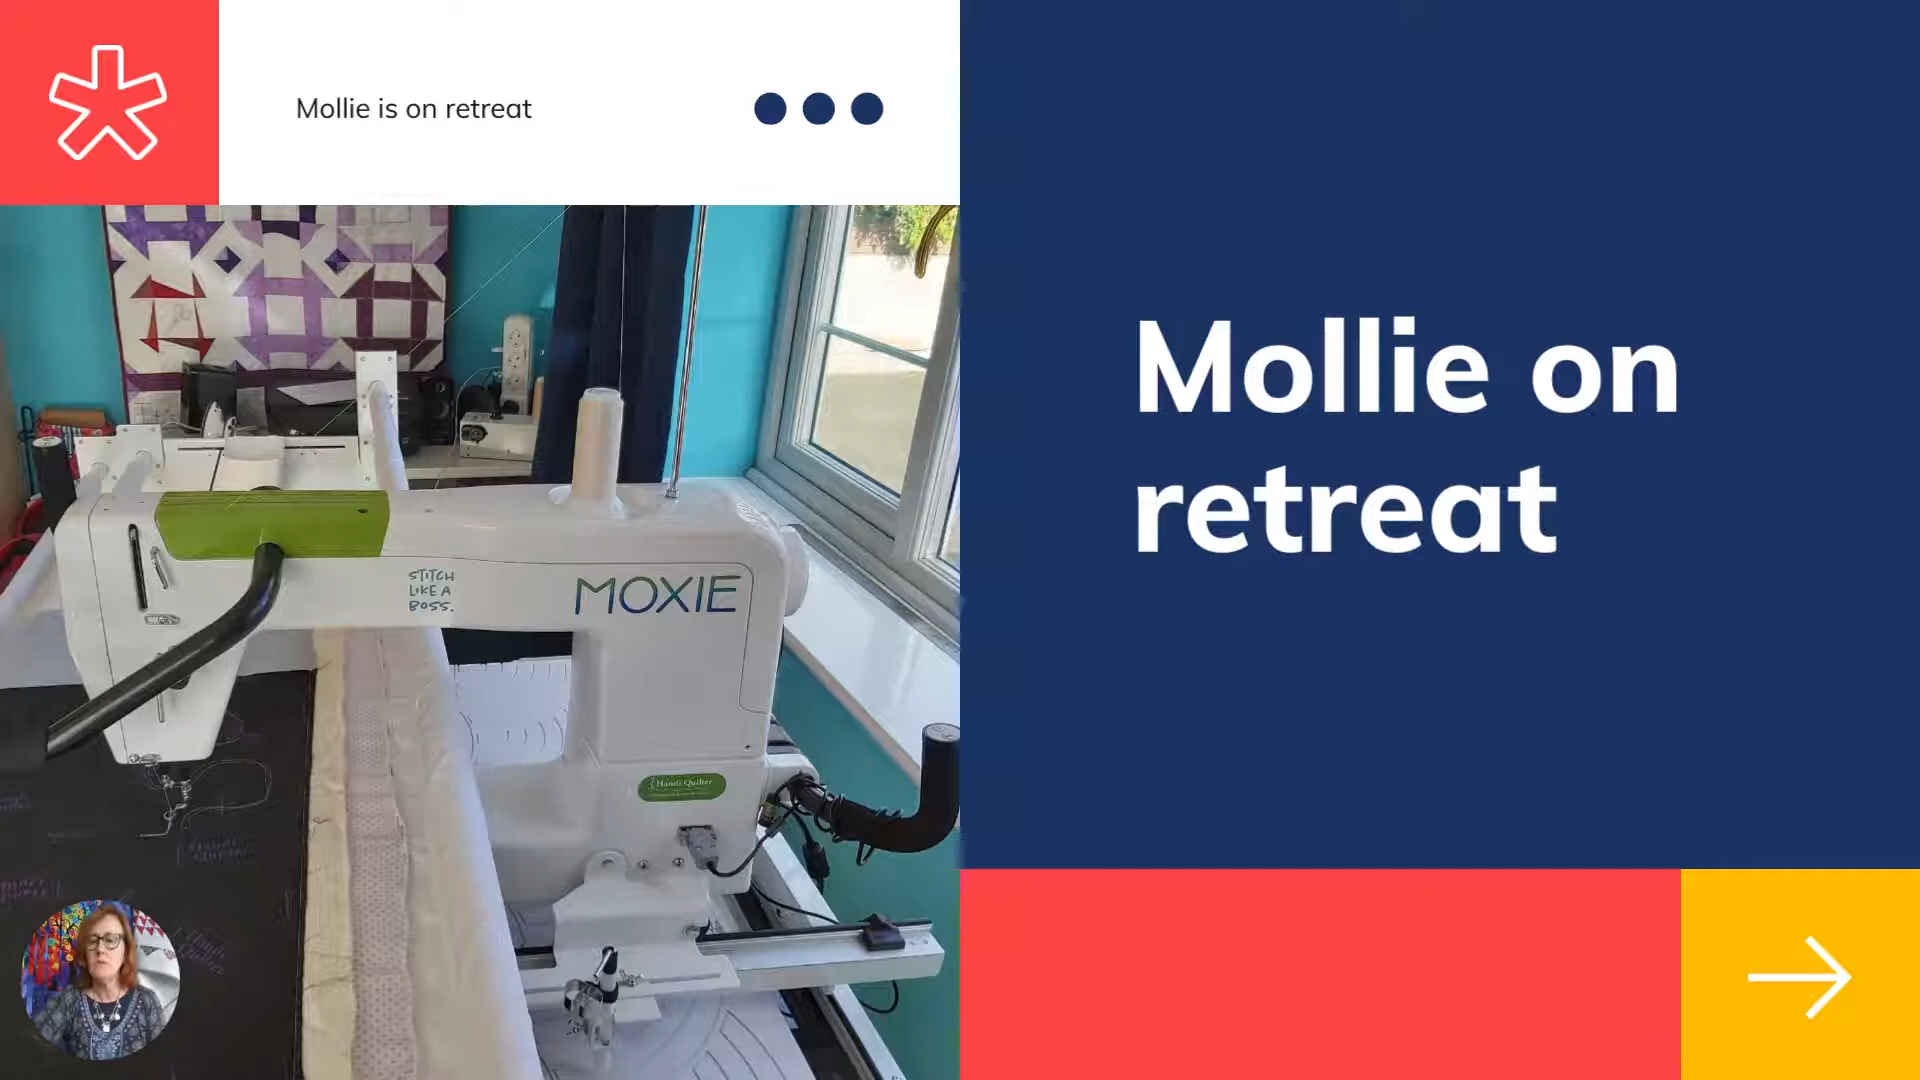 Mollie is on retreat
Mollie on
retreat
STITCH
LIKE A
BOSS.
MOXIE
Handi Quilter